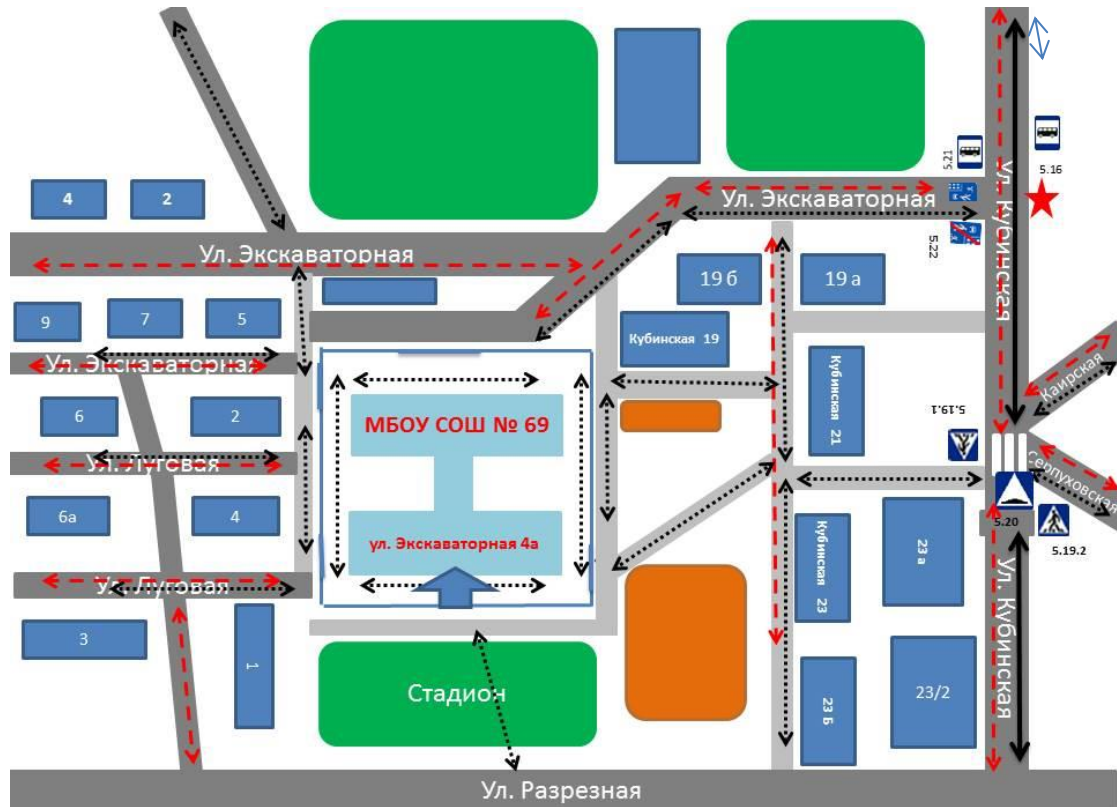 5.21
5.16
ул. Кубинская
4
2
Ул. Экскаваторная
Ул. Экскаваторная
5.22
19 б
19 а
9
7
5
Кубинская 19
Ул. Экскаваторная
Кубинская 21
Каирская
6
2
МБОУ СОШ № 69
5.19.1
Ул. Луговая
Серпуховская
6а
4
ул. Экскаваторная 4а
Кубинская 23
23 а
5.20
5.19.2
Ул. Луговая
Ул. Кубинская
3
1
Стадион
23 Б
23/2
Ул. Разрезная